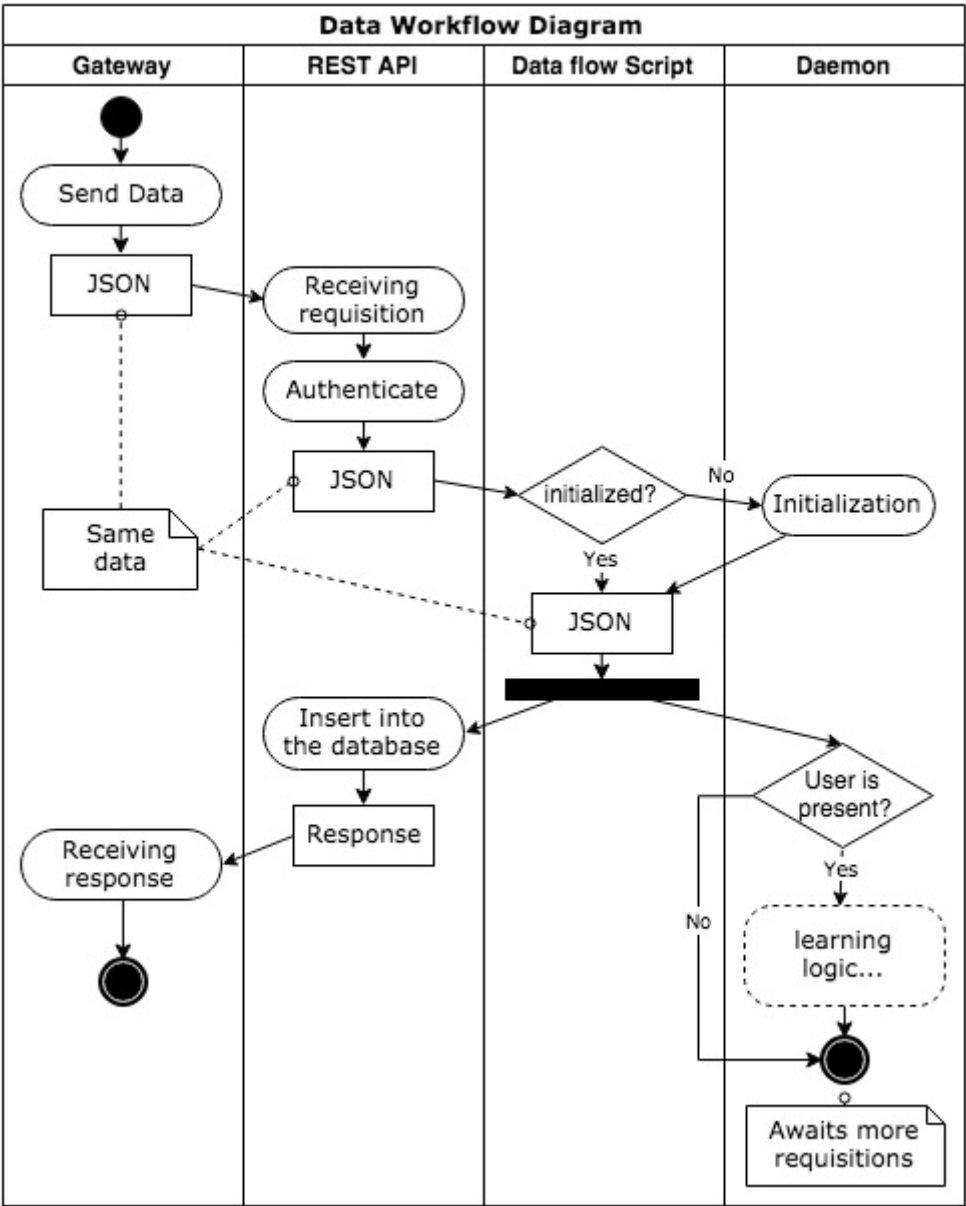 Data Workflow Diagram
Gateway
REST API
Data flow Script
Daemon
Send Data
JSON
Receiving
requisition
Authenticate
JSON
initialized?
No
Initialization
Same
data
Yes
JSON
Insert into
the database
User is
present?
Response
Receiving
response
Yes
No
learning
logic...
Awaits more
requisitions